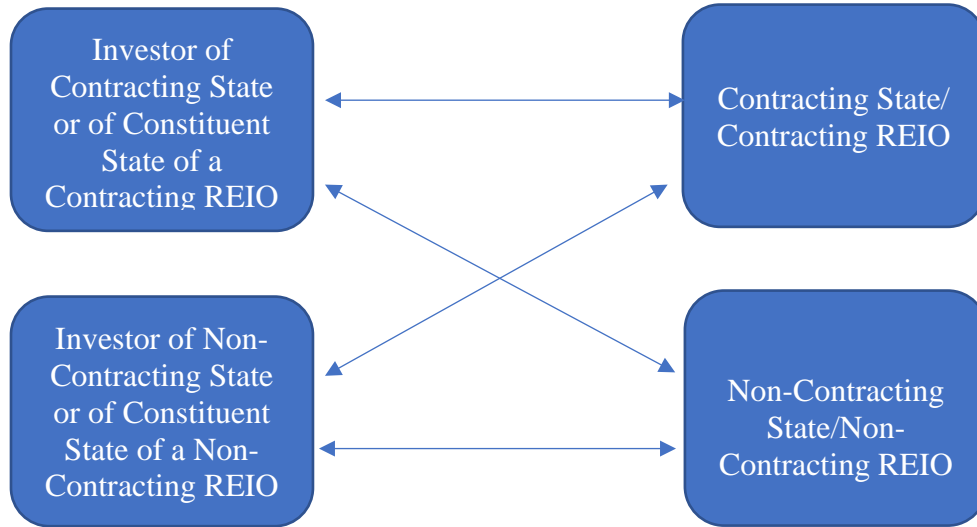 Investor of
Contracting State
or of Constituent
State of a
Contracting REIO
Contracting State/
Contracting REIO
Investor of Non-
Contracting State
or of Constituent
State of a Non-
Contracting REIO
Non-Contracting
State/Non-
Contracting REIO